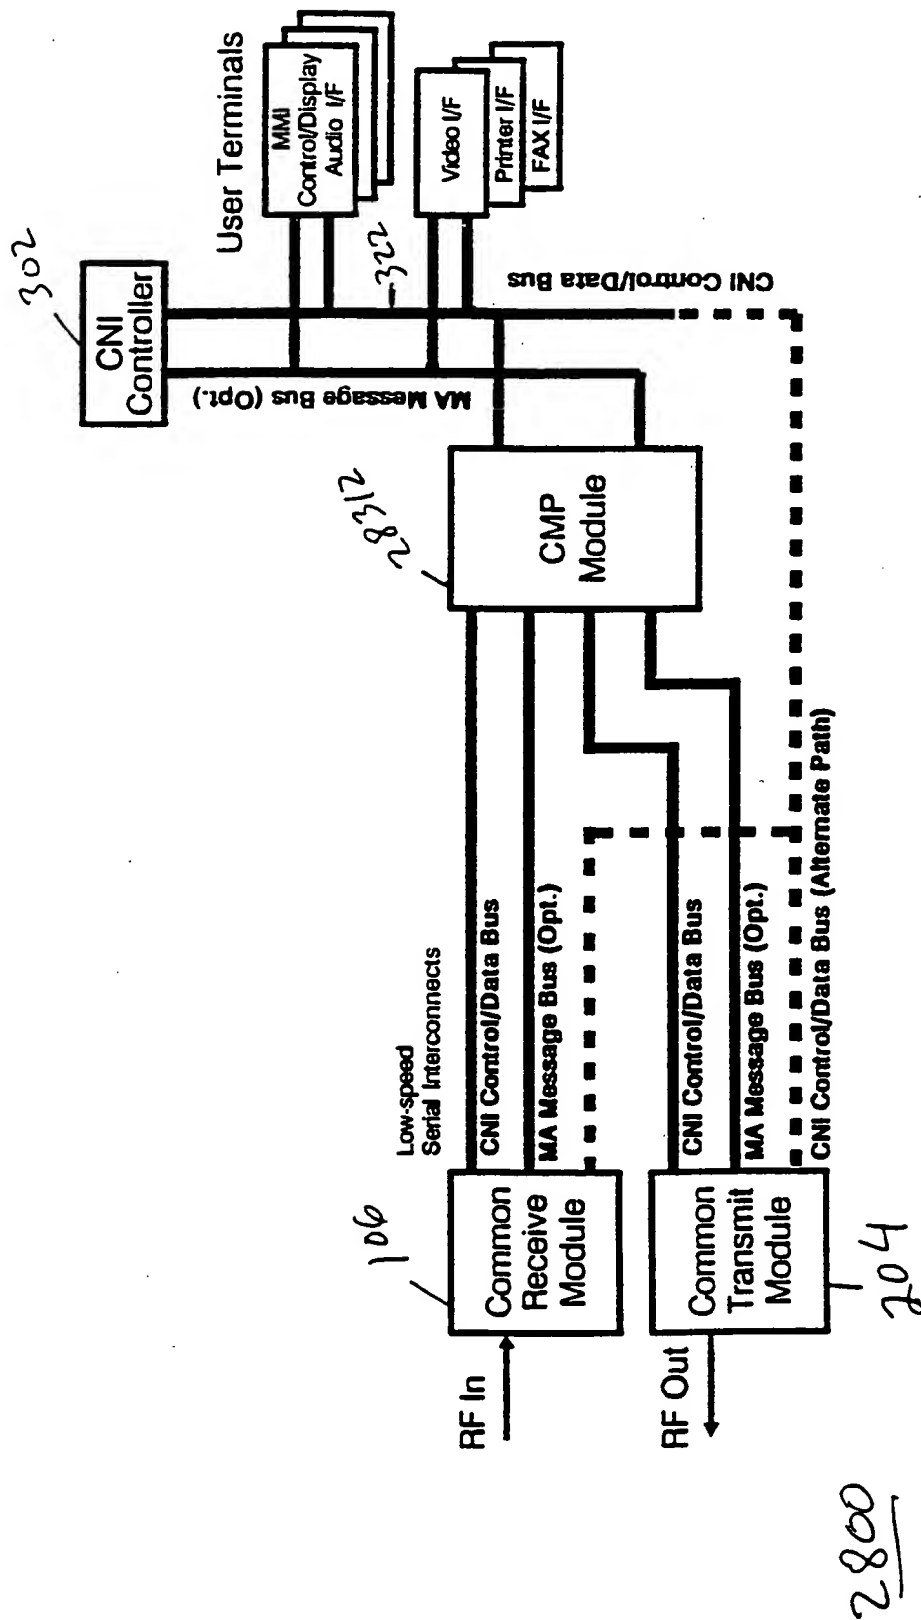 User Terminals
302
CNI
Controller
MMI
Control/Display
Audio I/F
Video I/F
Printer I/F
FAX I/F
322
MA Message Bus (Opt.)
CNI Control/Data Bus
28312
CMP
Module
Low-speed
Serial Interconnects
CNI Control/Data Bus
MA Message Bus (Opt.)
CNI Control/Data Bus
MA Message Bus (Opt.)
CNI Control/Data Bus (Alternate Path)
106
Common
Receive
Module
RF In
Common
Transmit
Module
RF Out
204
2800